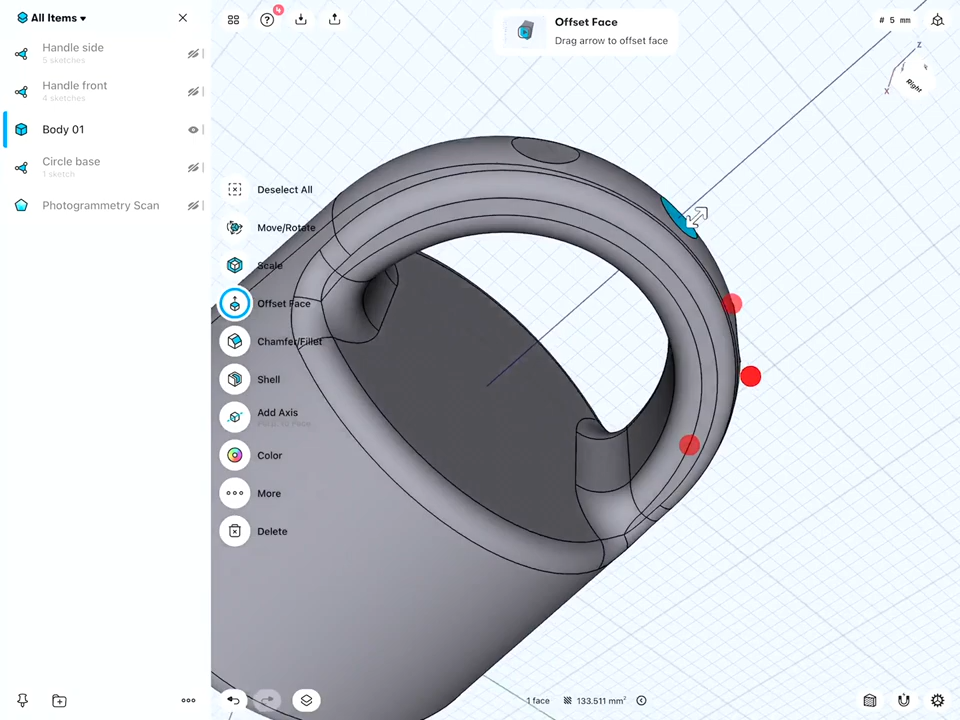 All Items
Handle side
5 sketches
Handle front
4 sketches
Body 01
Circle base
1 sketch
Photogrammetry Scan
4
Offset Face
Drag arrow to offset face
# 5 mm
Z
X
Right
Deselect All
Move/Rotate
Scale
Offset Face
Chamfer/Fillet
Shell
Add Axis
Color
More
Delete
1 face
133.511 mm²